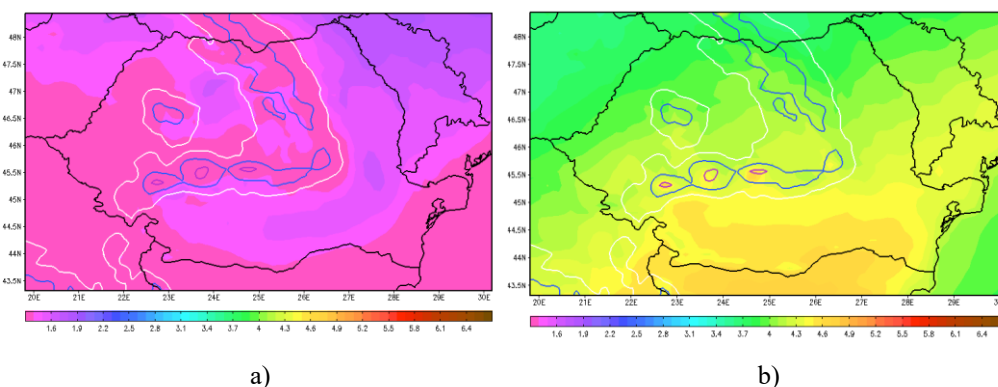 48N
47.5N
47N
46.5N
46N
45.5N
45N
44.5N
44N
43.5N
20E 21E 22E 23E 24E 25E 26E 27E 28E 29E 30E
1.6 1.9 2.2 2.5 2.8 3.1 3.4 3.7 4 4.3 4.6 4.9 5.2 5.5 5.8 6.1 6.4
a)
48N
47.5N
47N
46.5N
46N
45.5N
45N
44.5N
44N
43.5N
20E 21E 22E 23E 24E 25E 26E 27E 28E 29E 30E
1.6 1.9 2.2 2.5 2.8 3.1 3.4 3.7 4 4.3 4.6 4.9 5.2 5.5 5.8 6.1 6.4
b)